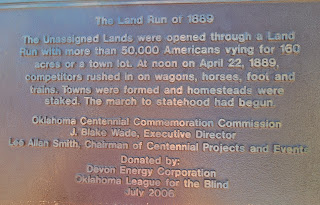 The Land Run of 1889
The Unassigned Lands were opened through a Land
Run with more than 50,000 Americans vying for 160
acres or a town lot. At noon on April 22, 1889,
competitors rushed in on wagons, horses, foot and
trains. Towns were formed and homesteads were
staked. The march to statehood had begun.
Oklahoma Centennial Commemoration Commission
J. Blake Wade, Executive Director
Lee Allan Smith, Chairman of Centennial Projects and Events
Donated by:
Devon Energy Corporation
Oklahoma League for the Blind
July 2006